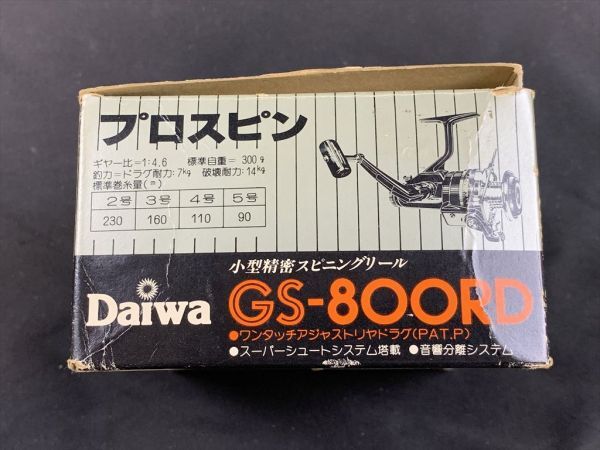 プロスピン
ギヤー比=1:4.6 標準自重= 300g
釣力=ドラグ耐力:7kg 破壊耐力:14kg
標準巻糸量(m)
2号 3号 4号 5号
230 160 110 90
小型精密スピニングリール
Daiwa GS-800RD
●ワンタッチアジャストリヤドラグ(PAT.P)
●スーパーシュートシステム塔載 ●音響分離システム